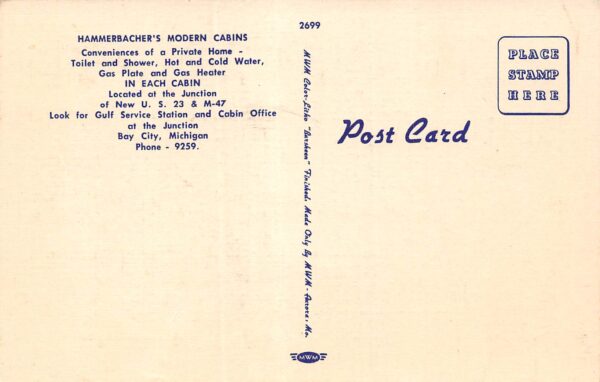 HAMMERBACHER'S MODERN CABINS
Conveniences of a Private Home -
Toilet and Shower, Hot and Cold Water,
Gas Plate and Gas Heater
IN EACH CABIN
Located at the Junction
of New U. S. 23 & M-47
Look for Gulf Service Station and Cabin Office
at the Junction
Bay City, Michigan
Phone - 9259.
2699
MWM Color-Litho "Lursheen" Finished. Made Only By MWM - Aurora, Mo.
MWM
Post Card
PLACE
STAMP
HERE